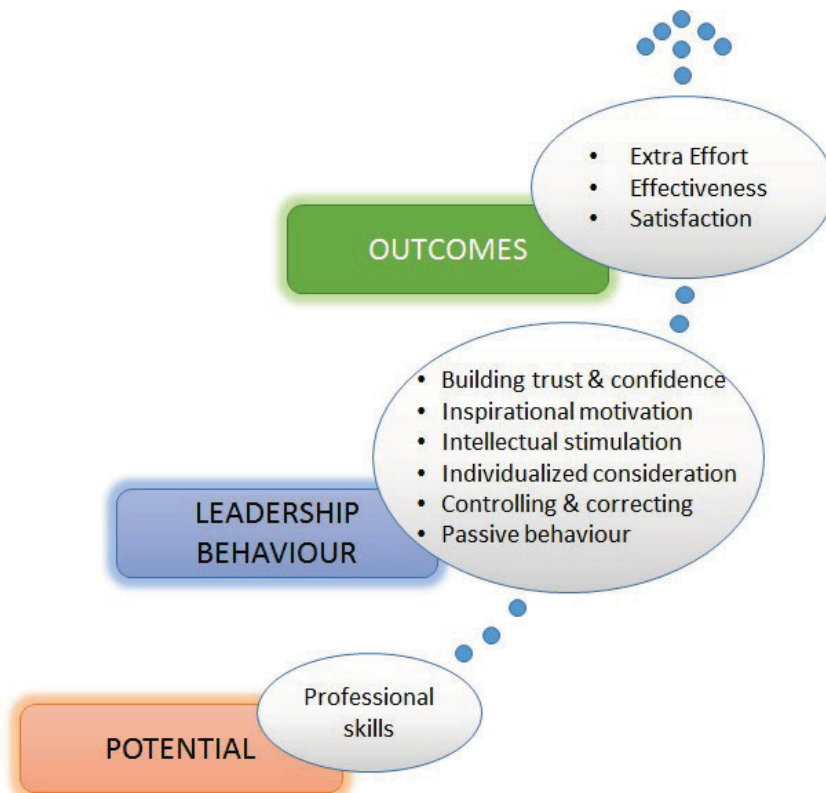 • Extra Effort
• Effectiveness
• Satisfaction
OUTCOMES
• Building trust & confidence
• Inspirational motivation
• Intellectual stimulation
• Individualized consideration
• Controlling & correcting
• Passive behaviour
LEADERSHIP
BEHAVIOUR
Professional
skills
POTENTIAL